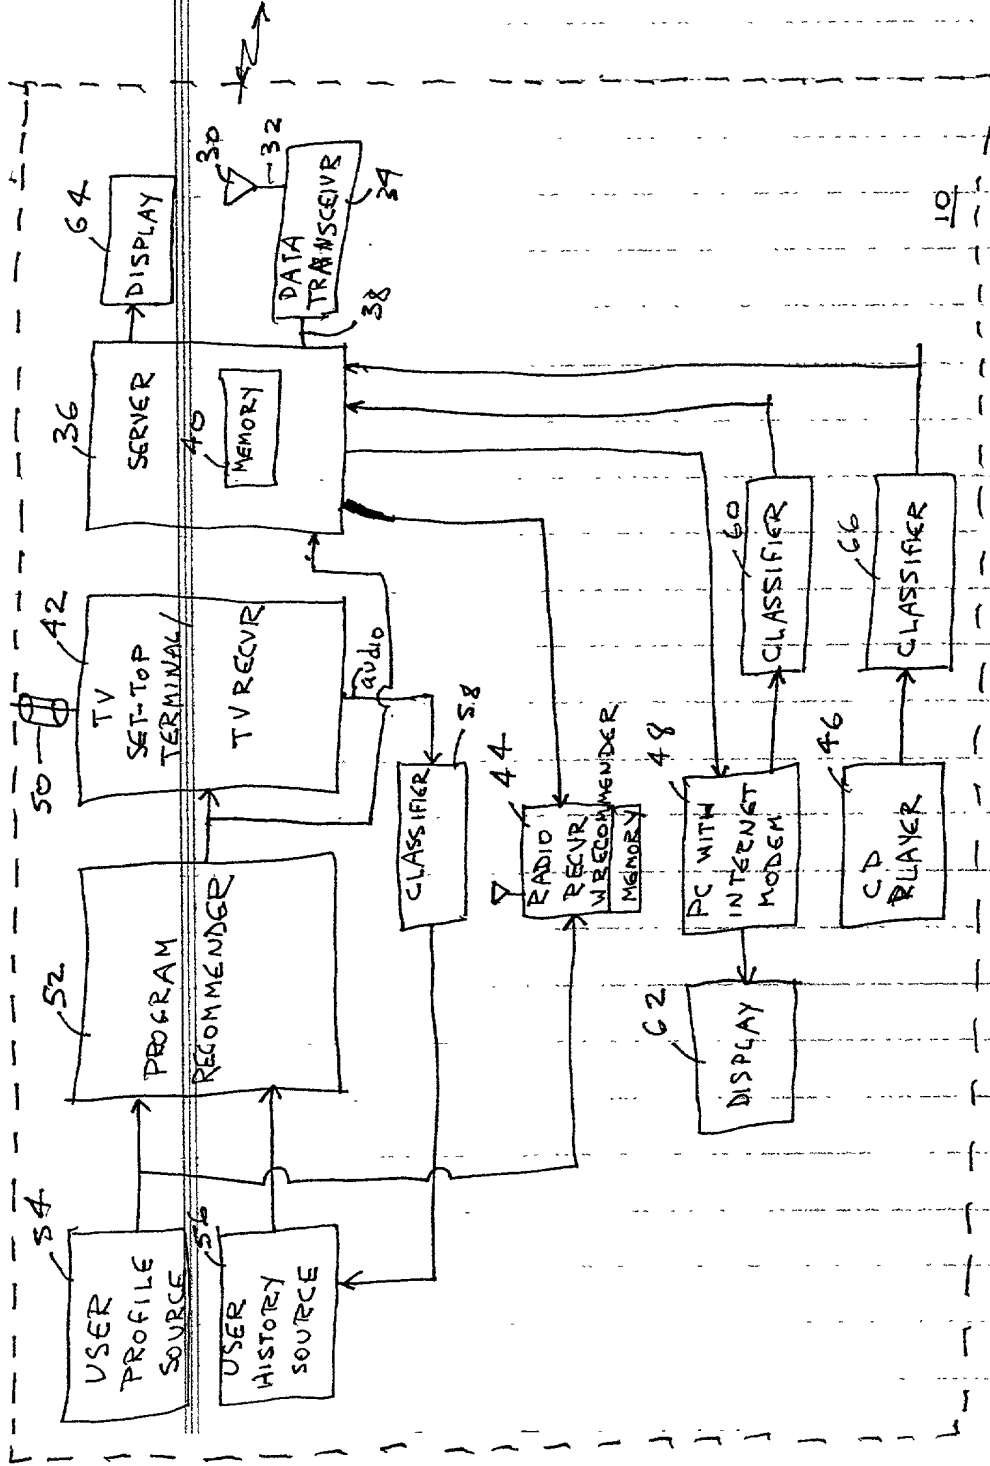 54
USER
PROFILE
SOURCE
56
USER
HISTORY
SOURCE
52
PROGRAM
RECOMMENDER
50
42
TV
SET-TOP
TERMINAL/
TV RECVR
audio
36
SERVER
40
MEMORY
64
DISPLAY
30
32
DATA
TRANSCEIVR
34
38
58
CLASSIFIER
44
RADIO
RECVR
W RECOMMENDER
MEMORY
48
PC WITH
INTERNET
MODEM
62
DISPLAY
60
CLASSIFIER
66
CLASSIFIER
46
CD
PLAYER
10